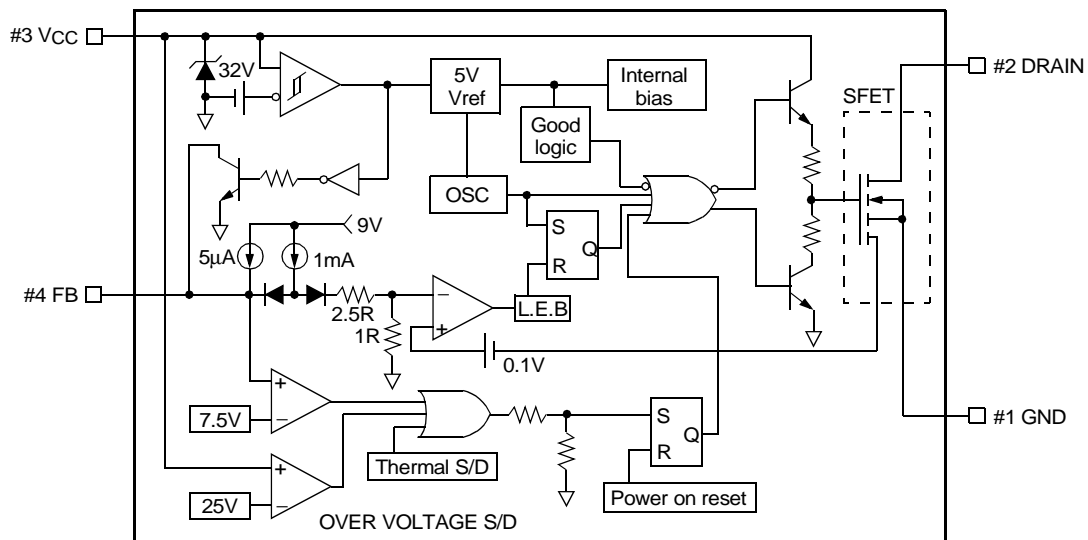 #3 VCC
32V
5V
Vref
Internal
bias
Good
logic
SFET
#2 DRAIN
OSC
9V
5µA
1mA
S
Q
R
#4 FB
2.5R
1R
−
+
L.E.B
0.1V
+
−
7.5V
Thermal S/D
S
Q
R
#1 GND
+
−
25V
Power on reset
OVER VOLTAGE S/D